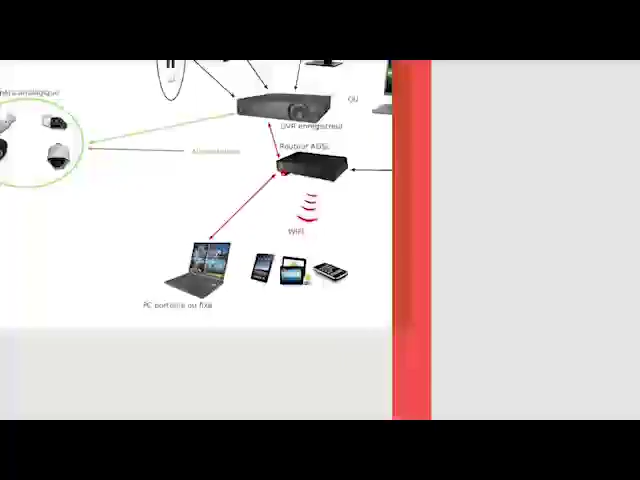 OU
DVR enregistreur
Routeur ADSL
Alimentation
WIFI
PC portable ou fixe